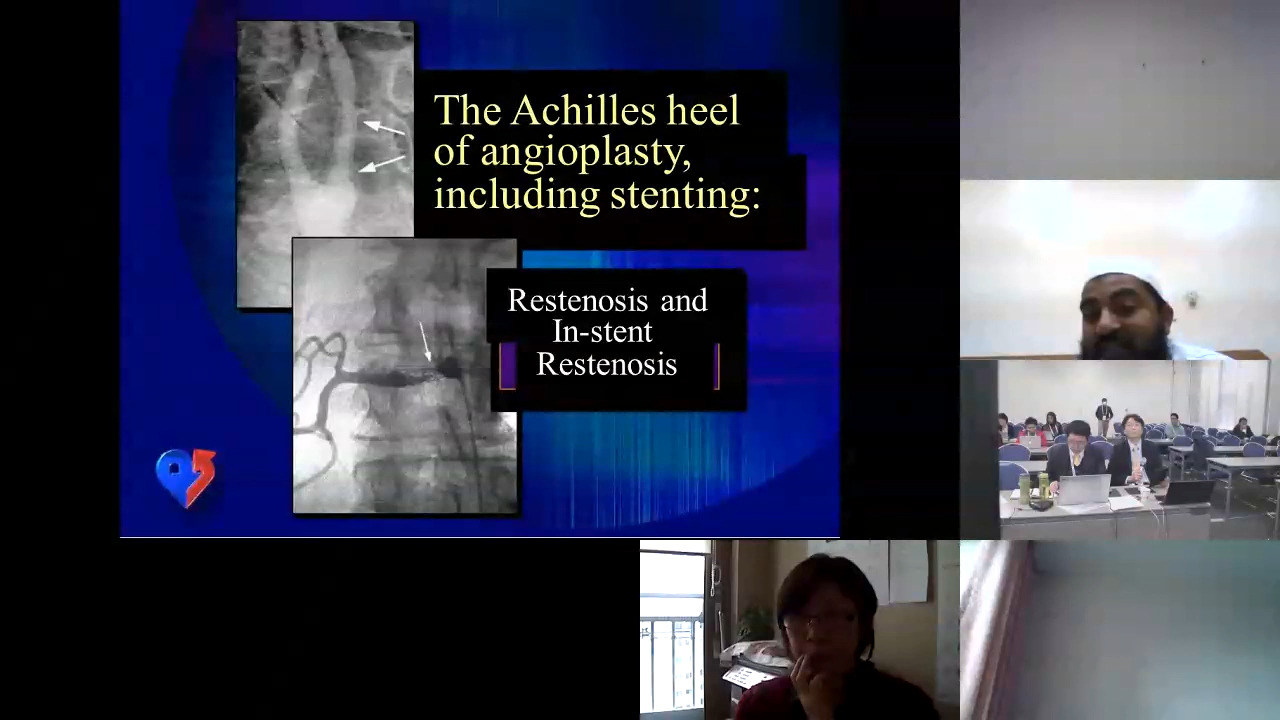 The Achilles heel
of angioplasty,
including stenting:
Restenosis and
In-stent
Restenosis